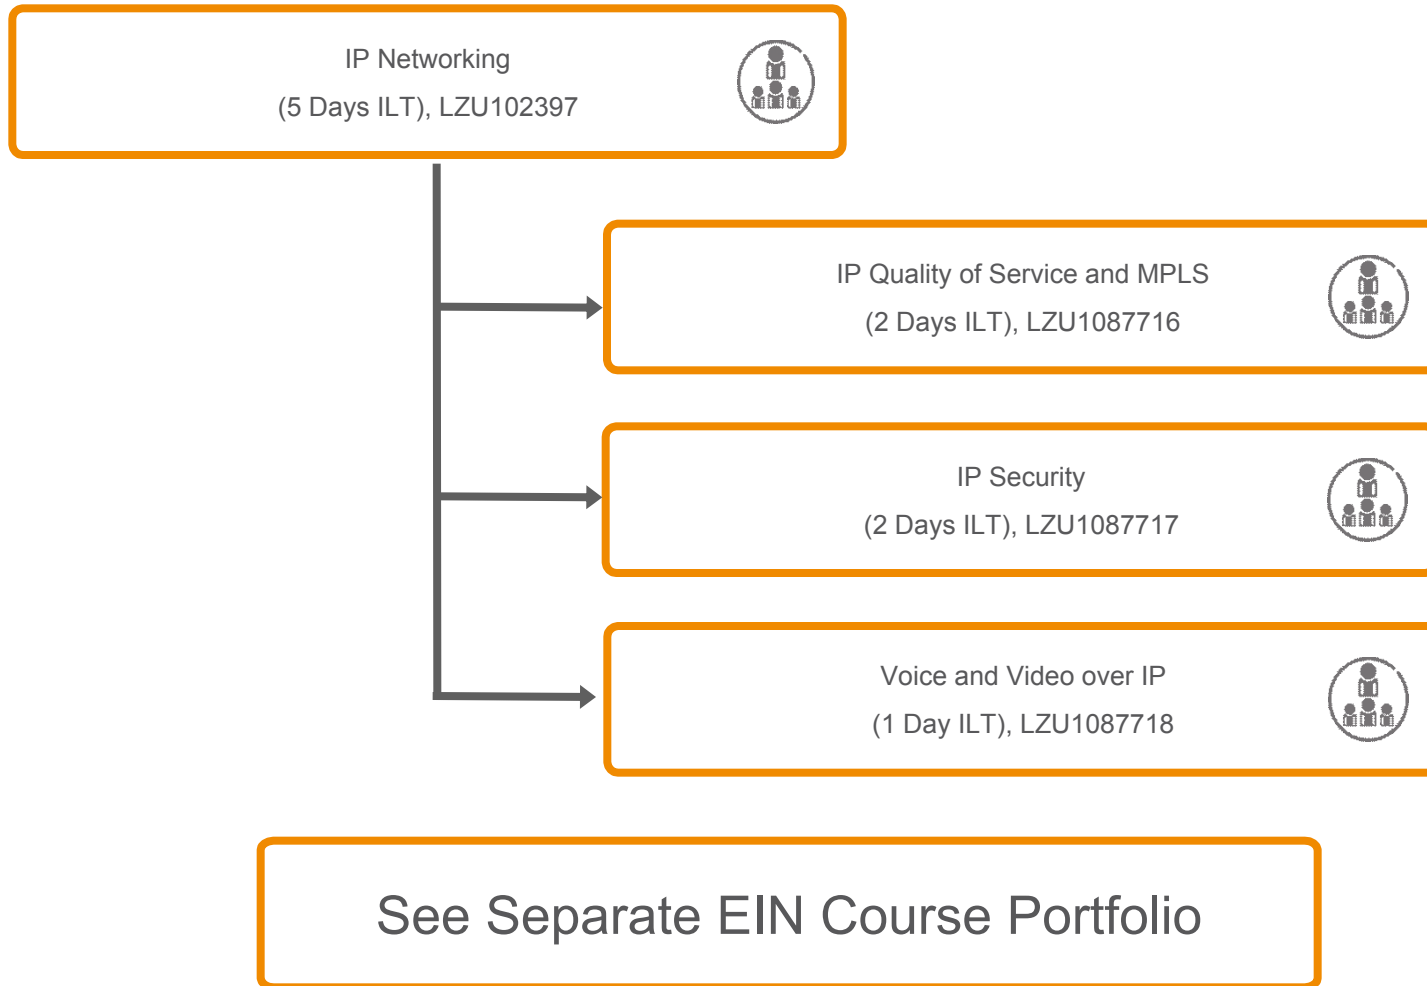 IP Networking
(5 Days ILT), LZU102397
IP Quality of Service and MPLS
(2 Days ILT), LZU1087716
IP Security
(2 Days ILT), LZU1087717
Voice and Video over IP
(1 Day ILT), LZU1087718
See Separate EIN Course Portfolio